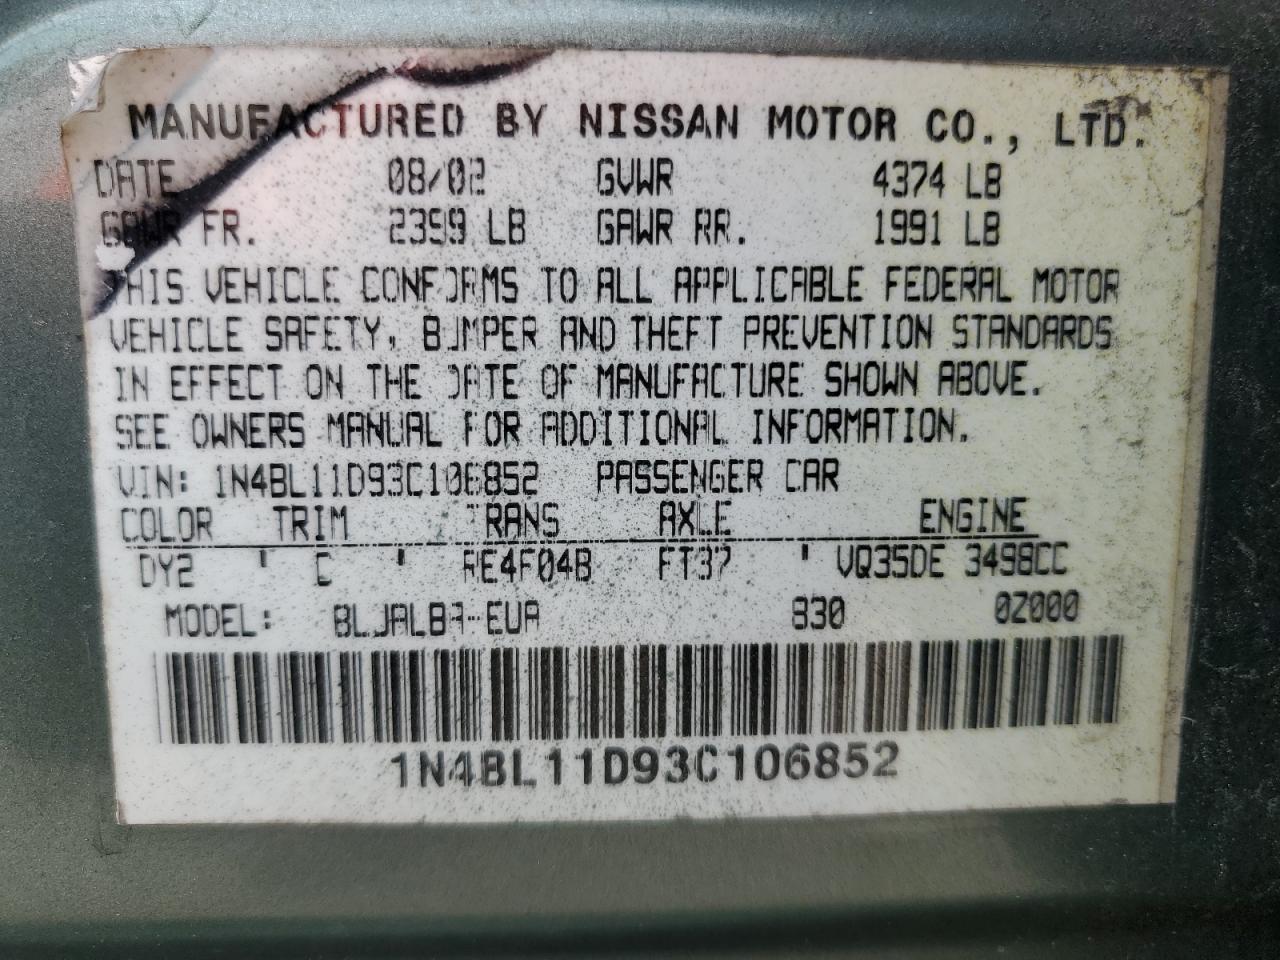 MANUFACTURED BY NISSAN MOTOR CO., LTD.
DATE 08/02 GVWR 4374 LB
GAWR FR. 2399 LB GAWR RR. 1991 LB
THIS VEHICLE CONFORMS TO ALL APPLICABLE FEDERAL MOTOR
VEHICLE SAFETY, BUMPER AND THEFT PREVENTION STANDARDS
IN EFFECT ON THE DATE OF MANUFACTURE SHOWN ABOVE.
SEE OWNERS MANUAL FOR ADDITIONAL INFORMATION.
VIN: 1N4BL11D93C106852 PASSENGER CAR
COLOR TRIM TRANS AXLE ENGINE
DY2 ' C ' RE4F04B FT37 ' VQ35DE 3498CC
MODEL: 0Z000
1N4BL11D93C106852